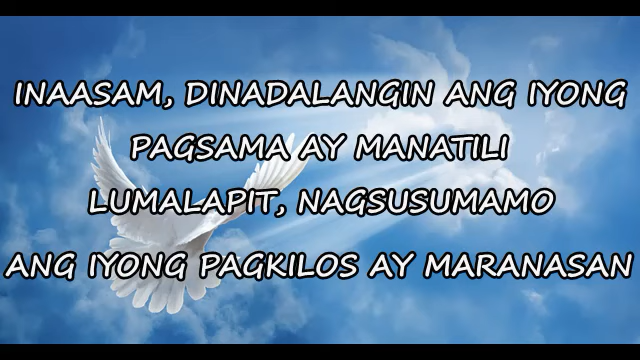 INAASAM, DINADALANGIN ANG IYONG
PAGSAMA AY MANATILI
LUMALAPIT, NAGSUSUMAMO
ANG IYONG PAGKILOS AY MARANASAN